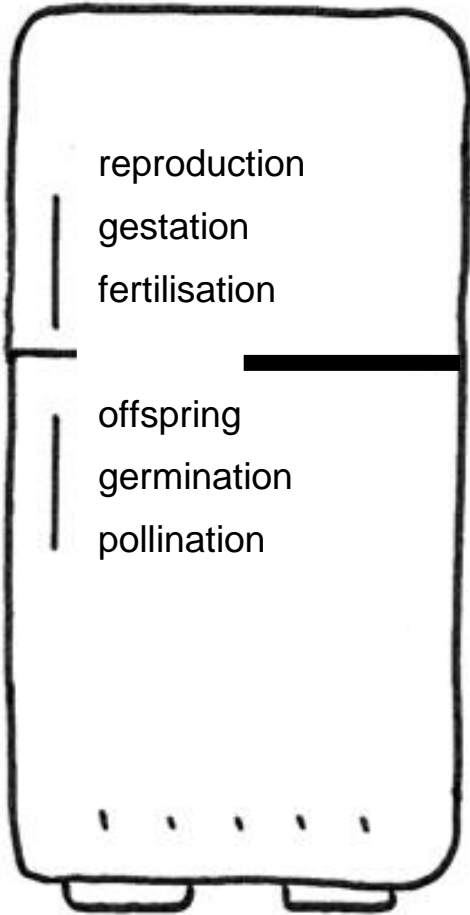 reproduction
gestation
fertilisation
offspring
germination
pollination